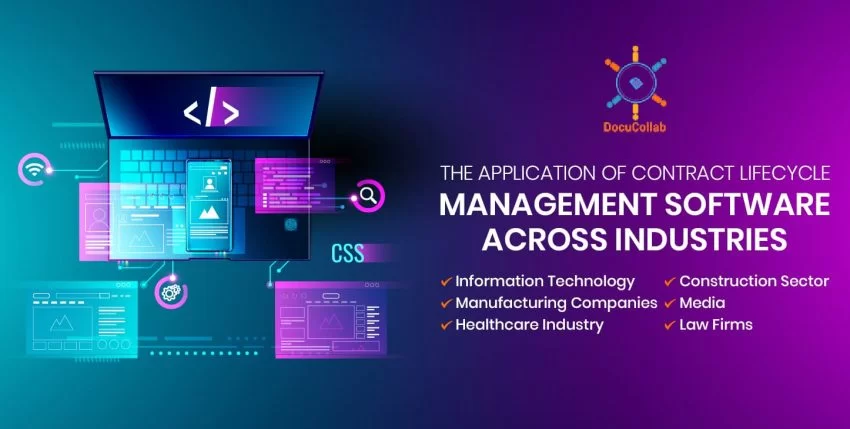 </>
CSS
DocuCollab
THE APPLICATION OF CONTRACT LIFECYCLE
MANAGEMENT SOFTWARE
ACROSS INDUSTRIES
Information Technology
Manufacturing Companies
Healthcare Industry
Construction Sector
Media
Law Firms